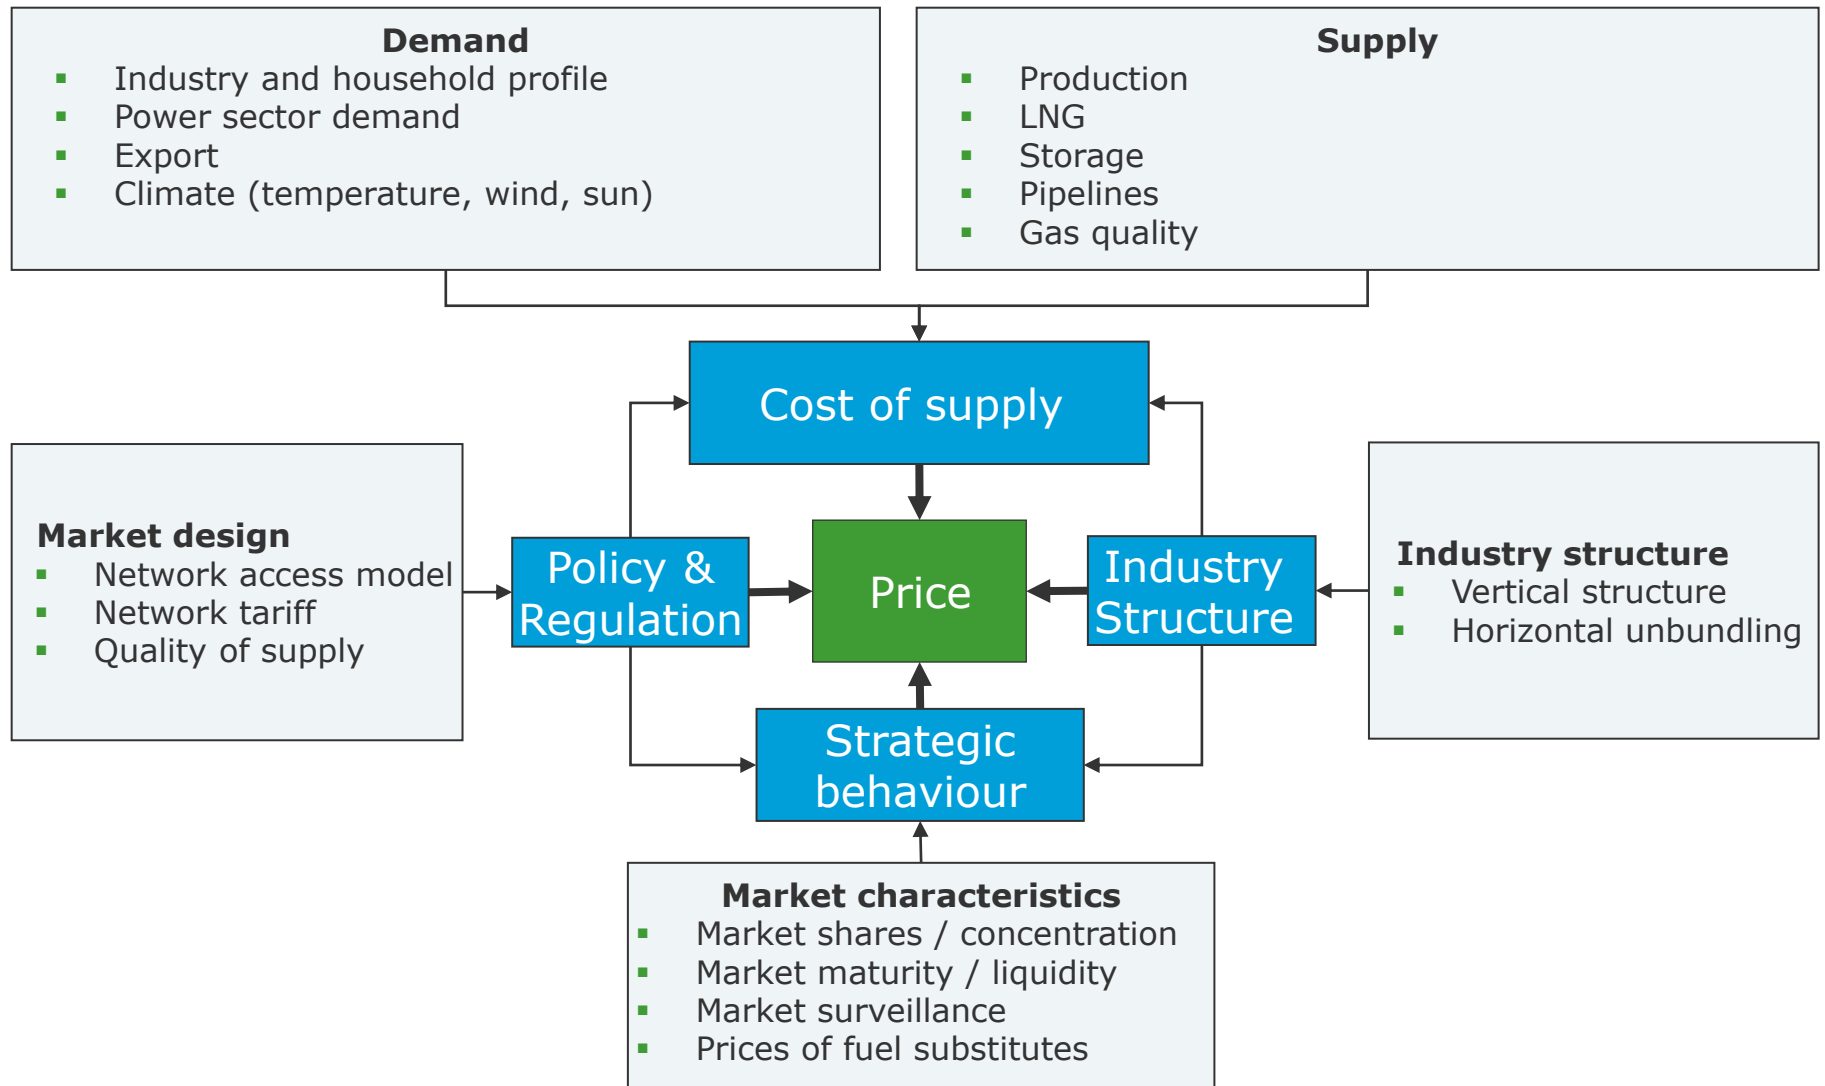 Demand
Industry and household profile
Power sector demand
Export
Climate (temperature, wind, sun)
Supply
Production
LNG
Storage
Pipelines
Gas quality
Cost of supply
Market design
Network access model
Network tariff
Quality of supply
Policy &
Regulation
Price
Industry
Structure
Industry structure
Vertical structure
Horizontal unbundling
Strategic
behaviour
Market characteristics
Market shares / concentration
Market maturity / liquidity
Market surveillance
Prices of fuel substitutes